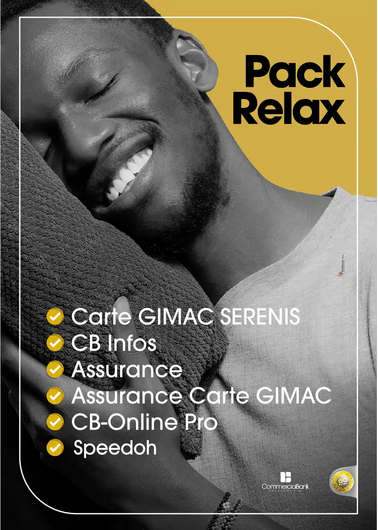 Pack
Relax
Carte GIMAC SERENIS
CB Infos
Assurance
Assurance Carte GIMAC
CB-Online Pro
Speedoh
CommercialBank